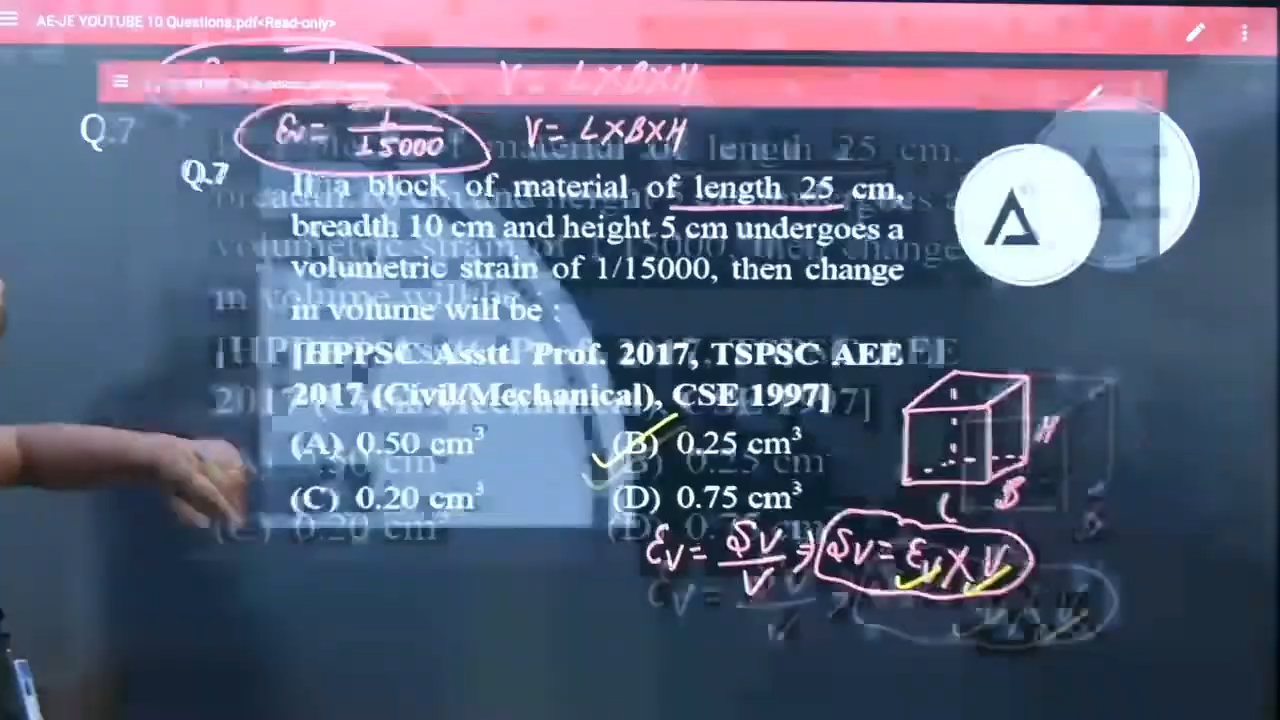 AE-JE YOUTUBE 10 Questions.pdf<Read-only>
V = L×B×H
Q.7
εv = 1/15000 V = L×B×H
Q.7 If a block of material of length 25 cm,
breadth 10 cm and height 5 cm undergoes a
volumetric strain of 1/15000, then change
in volume will be :
[HPPSC Asstt. Prof. 2017, TSPSC AEE
2017 (Civil/Mechanical), CSE 1997]
(A) 0.50 cm³ (B) 0.25 cm³
(C) 0.20 cm³ (D) 0.75 cm³
H
L B
εv = δV/V ⇒ δV = εv × V